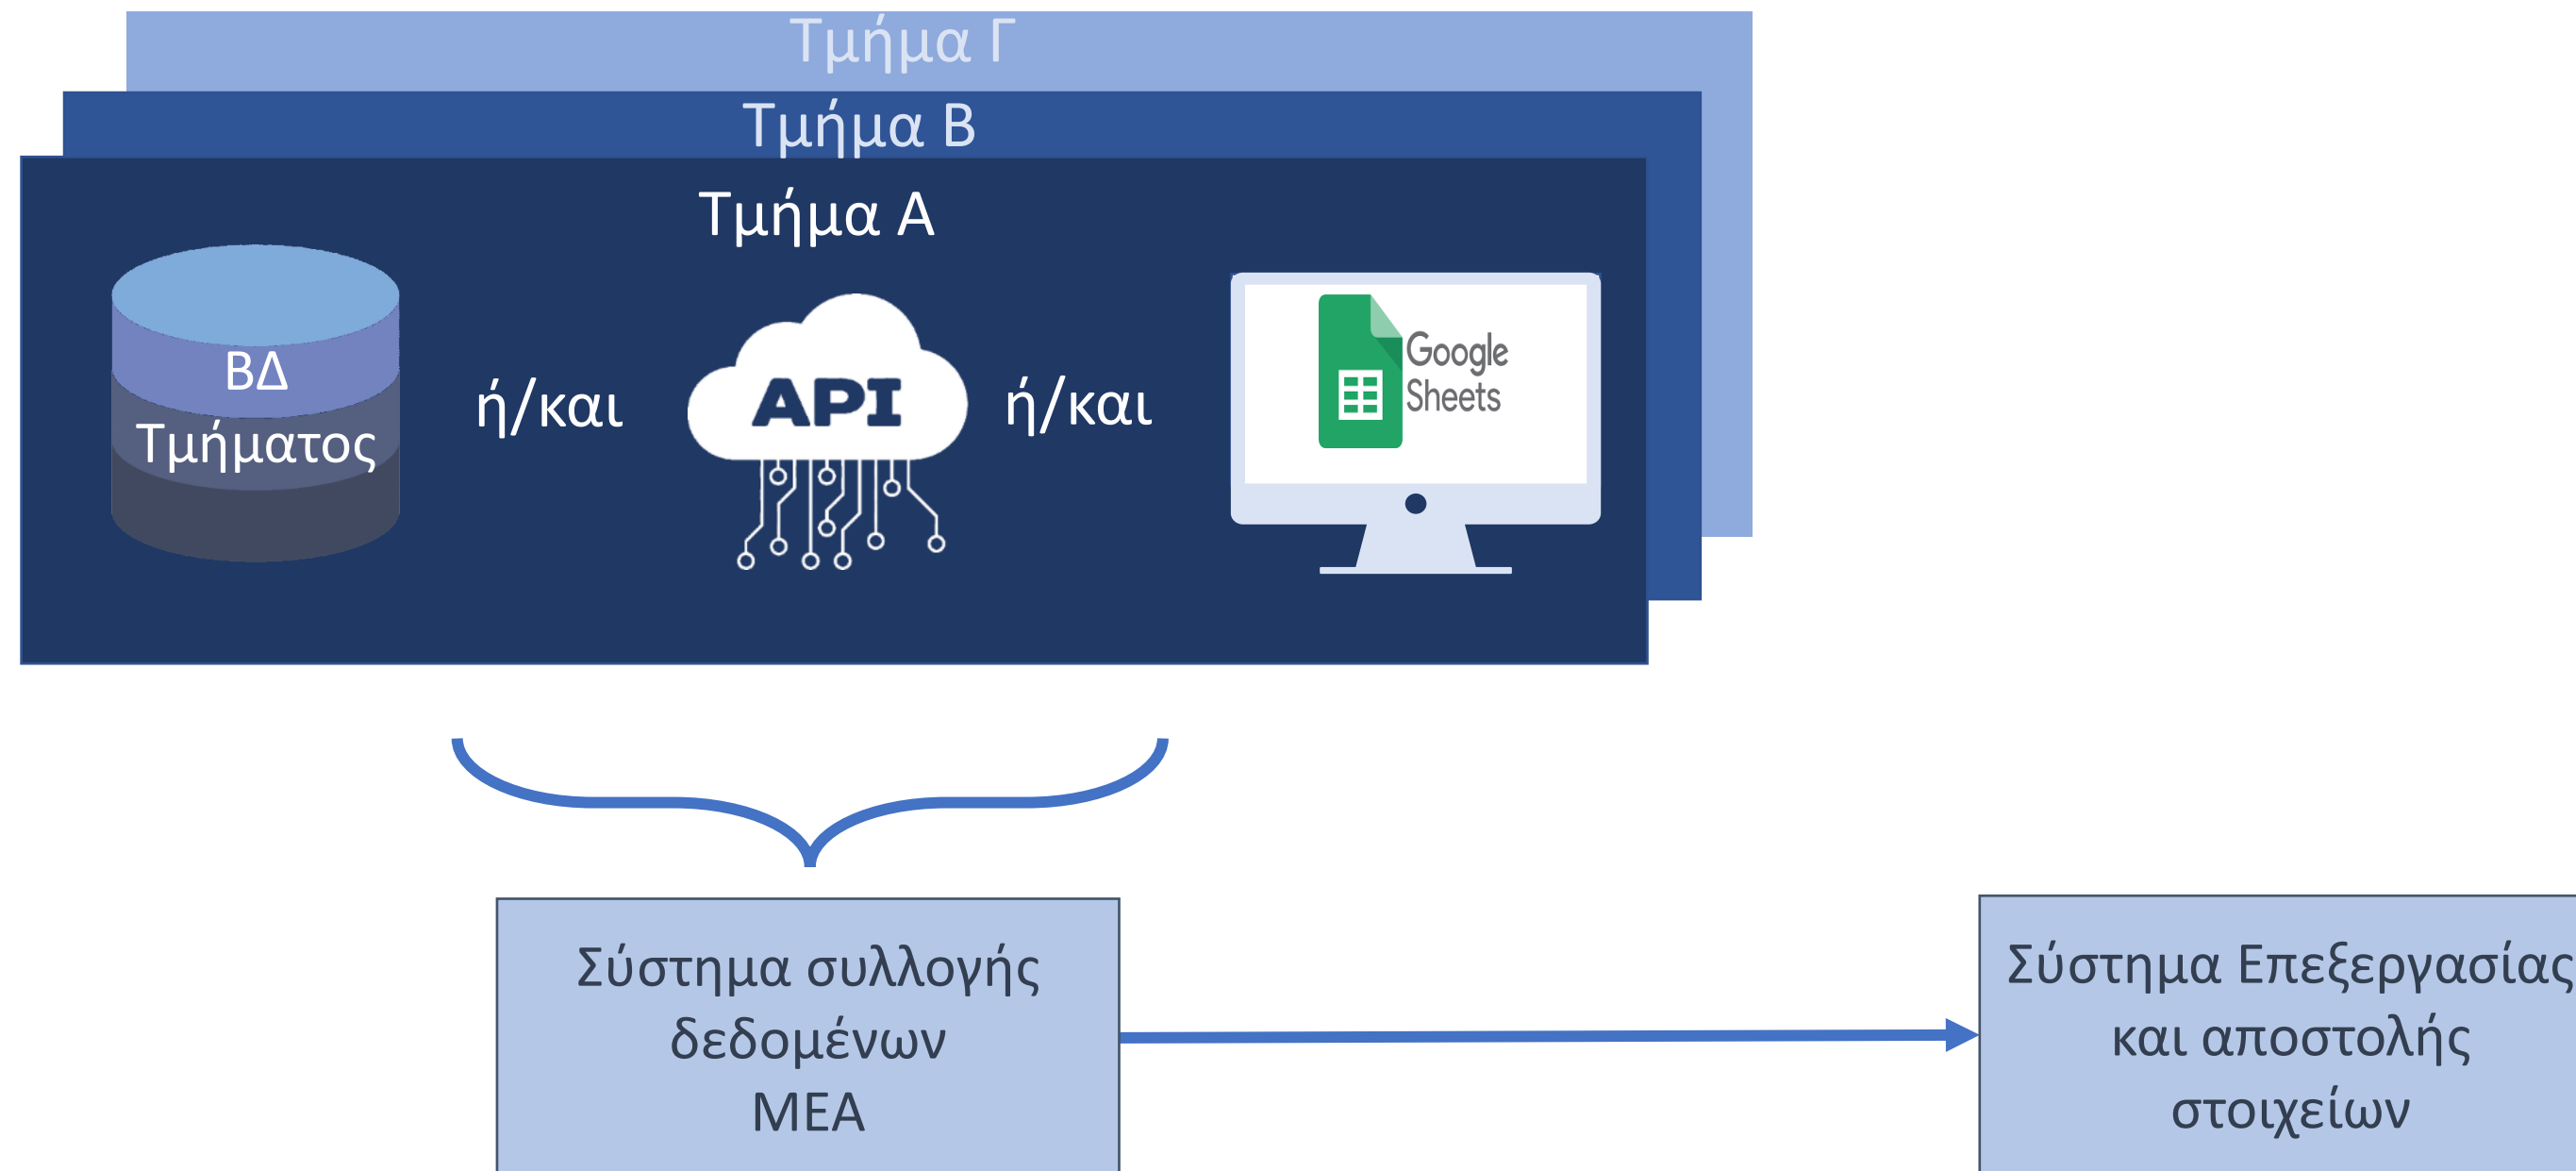 Τμήμα Γ
Τμήμα Β
Τμήμα Α
ΒΔ
Τμήματος
ή/και
API
ή/και
Google
Sheets
Σύστημα συλλογής
δεδομένων
ΜΕΑ
Σύστημα Επεξεργασίας
και αποστολής
στοιχείων